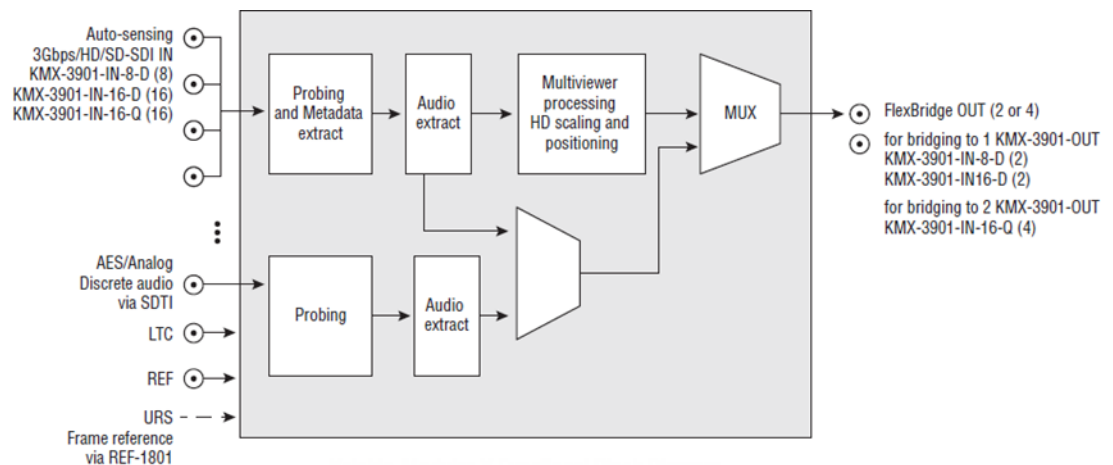 Auto-sensing
3Gbps/HD/SD-SDI IN
KMX-3901-IN-8-D (8)
KMX-3901-IN-16-D (16)
KMX-3901-IN-16-Q (16)
Probing
and Metadata
extract
Audio
extract
Multiviewer
processing
HD scaling and
positioning
MUX
FlexBridge OUT (2 or 4)
for bridging to 1 KMX-3901-OUT
KMX-3901-IN-8-D (2)
KMX-3901-IN16-D (2)
for bridging to 2 KMX-3901-OUT
KMX-3901-IN-16-Q (4)
AES/Analog
Discrete audio
via SDTI
Probing
Audio
extract
LTC
REF
URS
Frame reference
via REF-1801